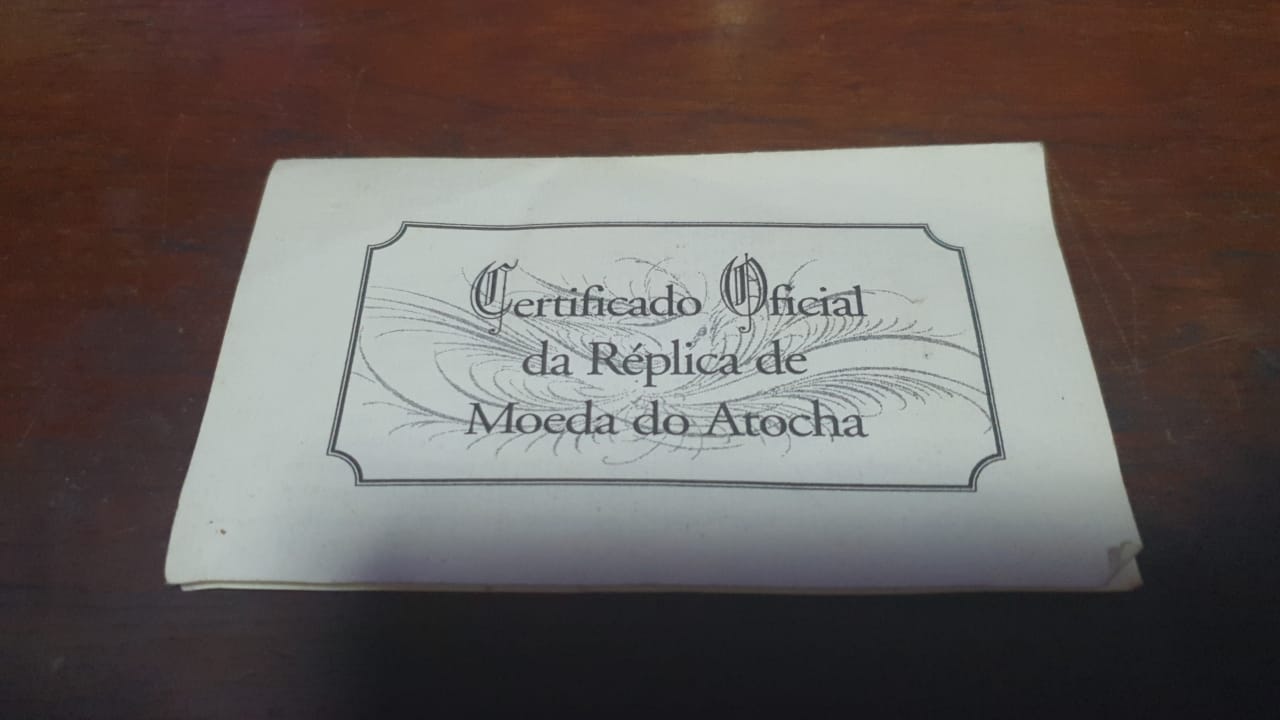 Certificado Oficial
da Réplica de
Moeda do Atocha